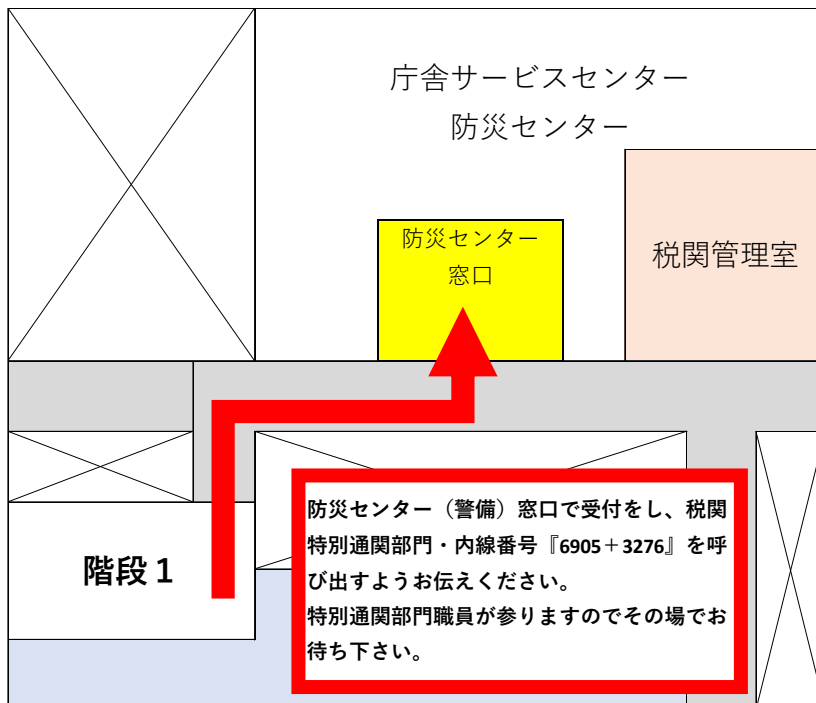 庁舎サービスセンター
防災センター
防災センター
窓口
税関管理室
階段１
防災センター（警備）窓口で受付をし、税関
特別通関部門・内線番号『6905＋3276』を呼
び出すようお伝えください。
特別通関部門職員が参りますのでその場でお
待ち下さい。